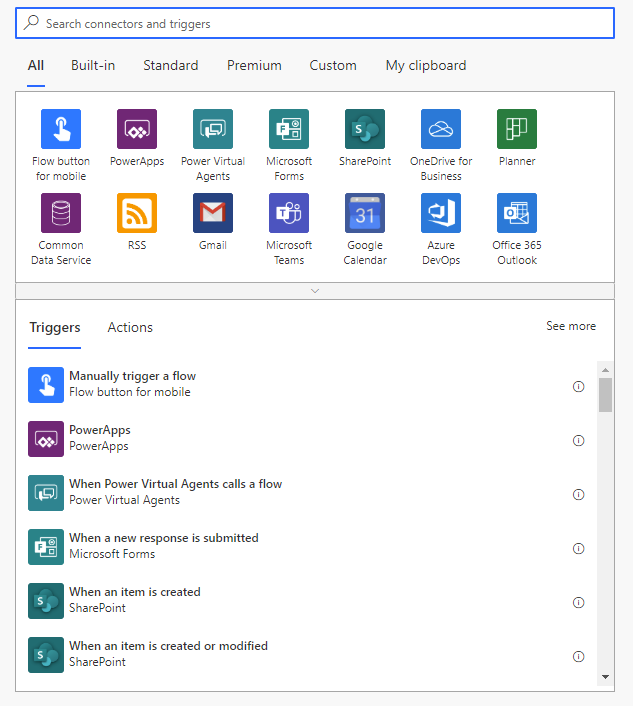 Search connectors and triggers
All Built-in Standard Premium Custom My clipboard
Flow button for mobile
PowerApps
Power Virtual Agents
Microsoft Forms
SharePoint
OneDrive for Business
Planner
Common Data Service
RSS
Gmail
Microsoft Teams
31
Google Calendar
Azure DevOps
Office 365 Outlook
Triggers Actions See more
Manually trigger a flow
Flow button for mobile
PowerApps
PowerApps
When Power Virtual Agents calls a flow
Power Virtual Agents
When a new response is submitted
Microsoft Forms
When an item is created
SharePoint
When an item is created or modified
SharePoint